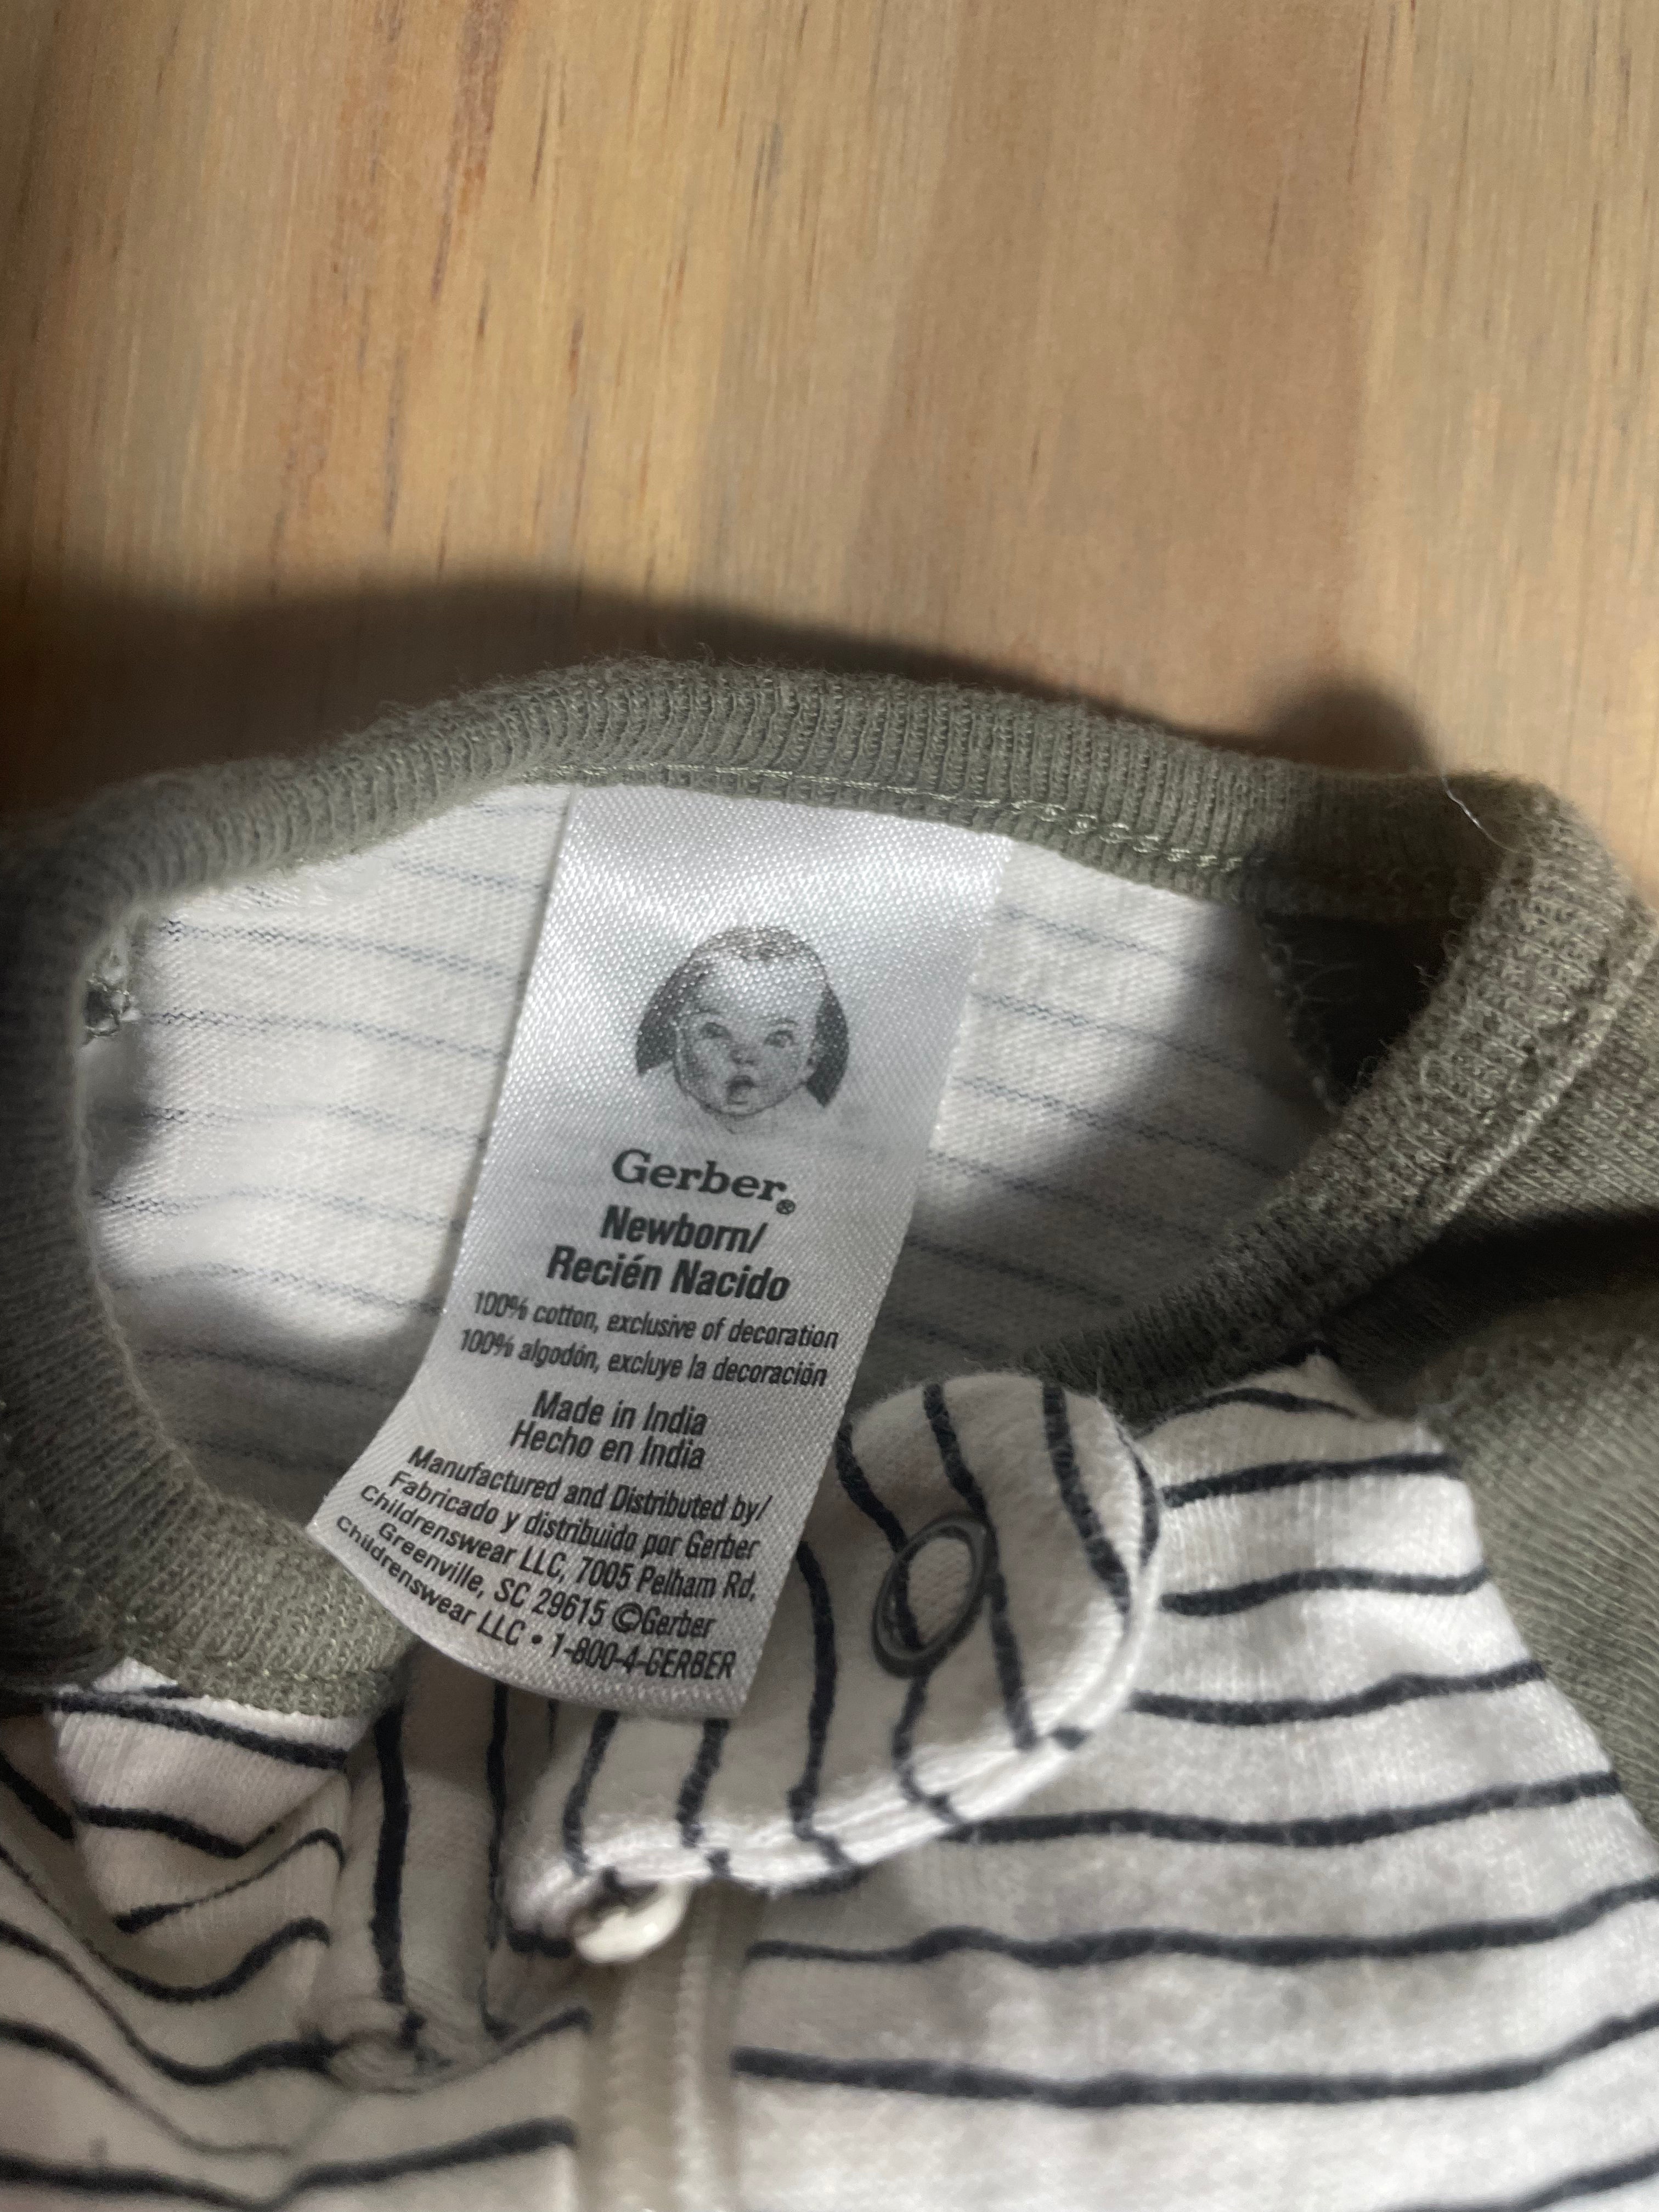 Gerber®
Newborn/
Recién Nacido
100% cotton, exclusive of decoration
100% algodón, excluye la decoración
Made in India
Hecho en India
Manufactured and Distributed by/
Fabricado y distribuido por Gerber
Childrenswear LLC, 7005 Pelham Rd,
Greenville, SC 29615 ©Gerber
Childrenswear LLC • 1-800-4-GERBER